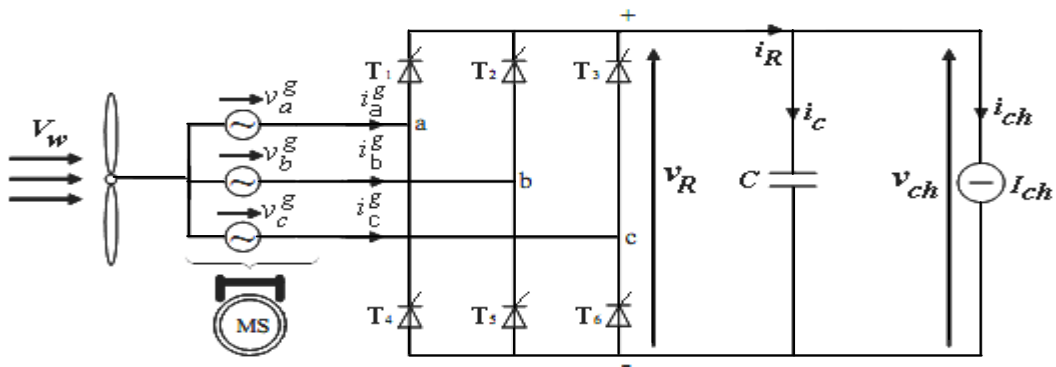 +
T₁ T₂ T₃
i_R
V_w
v_a^g i_a^g a
v_b^g i_b^g b
v_c^g i_c^g c
i_c i_ch
v_R C v_ch I_ch
T₄ T₅ T₆
MS
-